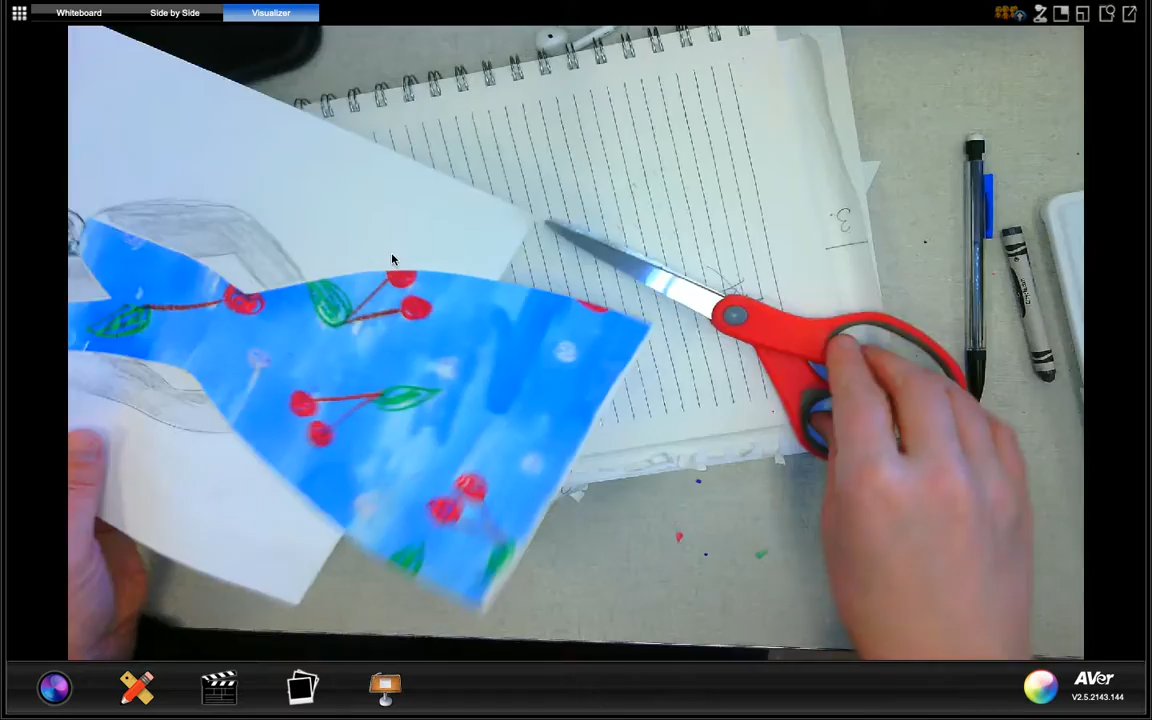 Whiteboard
Side by Side
Visualizer
3.
AVer
V2.5.2143.144